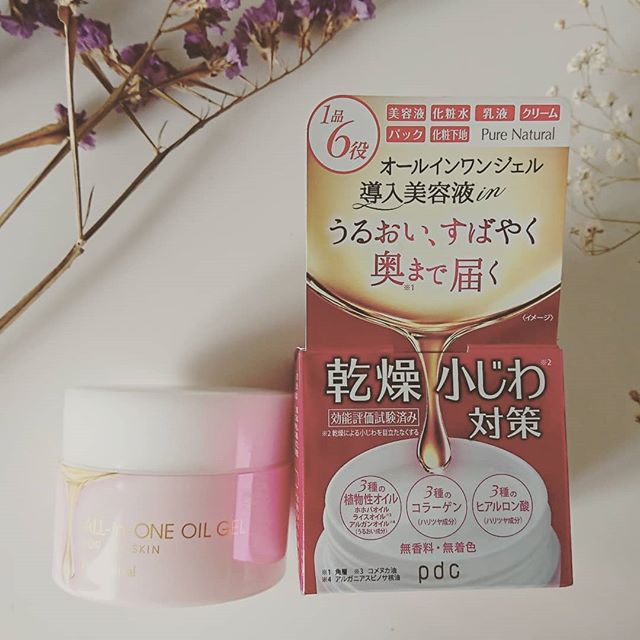 1品
6役
美容液 化粧水 乳液 クリーム
パック 化粧下地 Pure Natural
オールインワンジェル
導入美容液in
うるおい、すばやく
奥まで届く
※1
〈イメージ〉
乾燥小じわ※2
効能評価試験済み 対策
※2 乾燥による小じわを目立たなくする
3種の
植物性オイル
ホホバオイル
ライスオイル※3
アルガンオイル※4
(うるおい成分)
3種の
コラーゲン
(ハリツヤ成分)
3種の
ヒアルロン酸
(ハリツヤ成分)
無香料・無着色
※1 角層 ※3 コメヌカ油
※4 アルガニアスピノサ核油
pdc
ALL-IN-ONE OIL GEL
SKIN